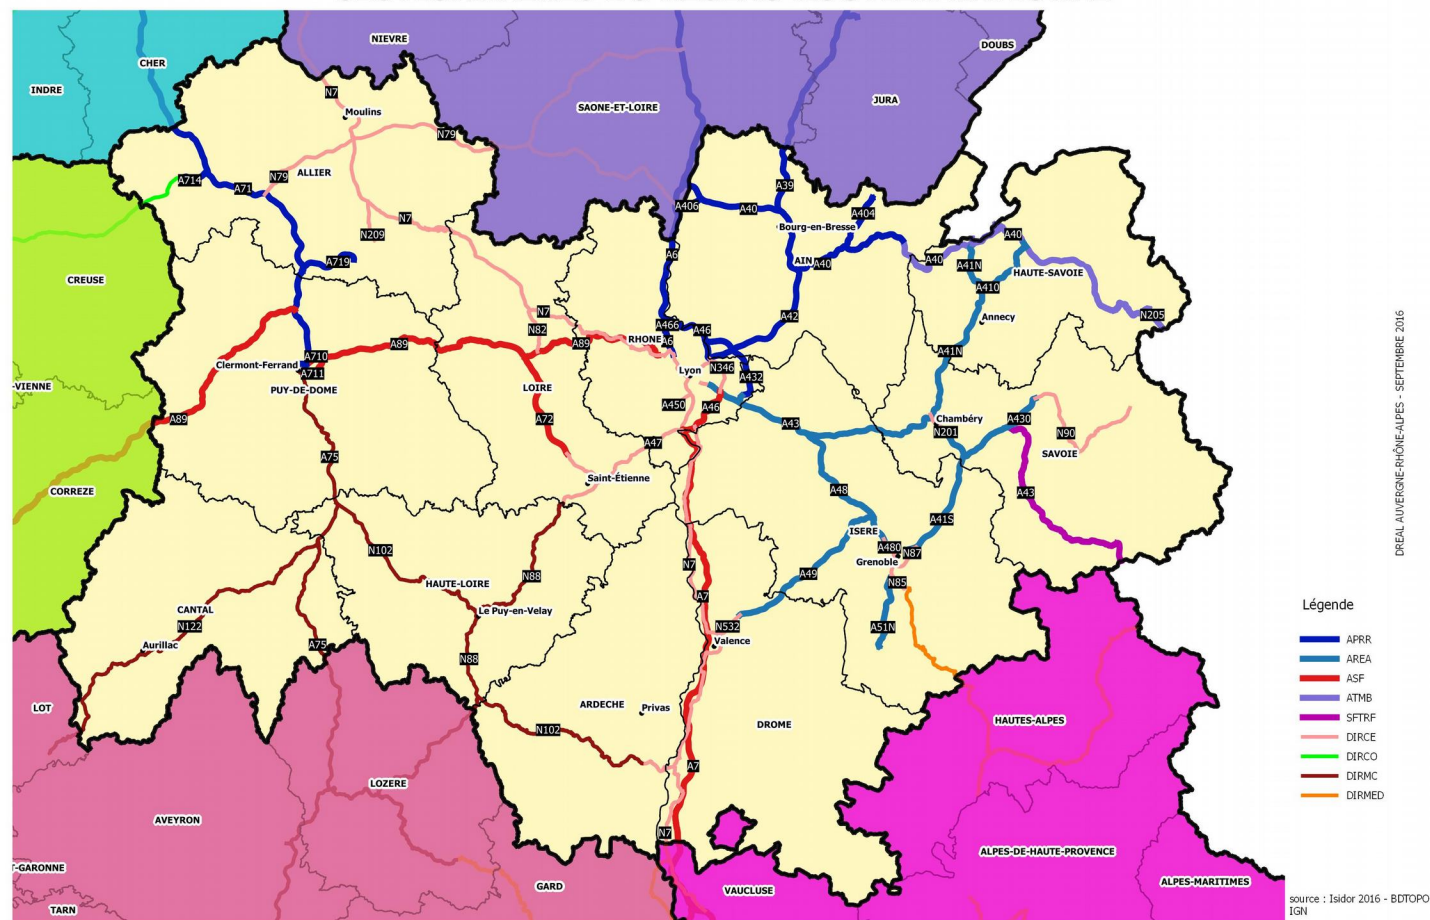 NIEVRE
DOUBS
CHER
INDRE
N7
SAONE-ET-LOIRE
JURA
Moulins
N79
A714
A71
N79
ALLIER
A39
A406
A40
A404
N7
Bourg-en-Bresse
N209
A40
A6
AIN
A40
A40
A41N
HAUTE-SAVOIE
A719
CREUSE
A410
N7
A42
Annecy
N205
N82
A466
A46
RHONE
A6
A89
A89
A41N
A710
Clermont-Ferrand
A711
Lyon
N346
A432
-VIENNE
PUY-DE-DOME
LOIRE
A450
A46
A89
A72
A43
Chambéry
A430
N201
N90
A47
SAVOIE
A75
Saint-Étienne
CORREZE
A48
A43
A41S
ISERE
N102
A480
N87
Grenoble
N7
A49
HAUTE-LOIRE
N88
N85
A7
CANTAL
Le Puy-en-Velay
N122
N532
A51N
Aurillac
A75
Valence
N88
LOT
ARDECHE
Privas
DROME
HAUTES-ALPES
N102
A7
LOZERE
AVEYRON
N7
T-GARONNE
ALPES-DE-HAUTE-PROVENCE
GARD
VAUCLUSE
ALPES-MARITIMES
TARN
DREAL AUVERGNE-RHÔNE-ALPES - SEPTEMBRE 2016
Légende
APRR
AREA
ASF
ATMB
SFTRF
DIRCE
DIRCO
DIRMC
DIRMED
source : Isidor 2016 - BDTOPO
IGN